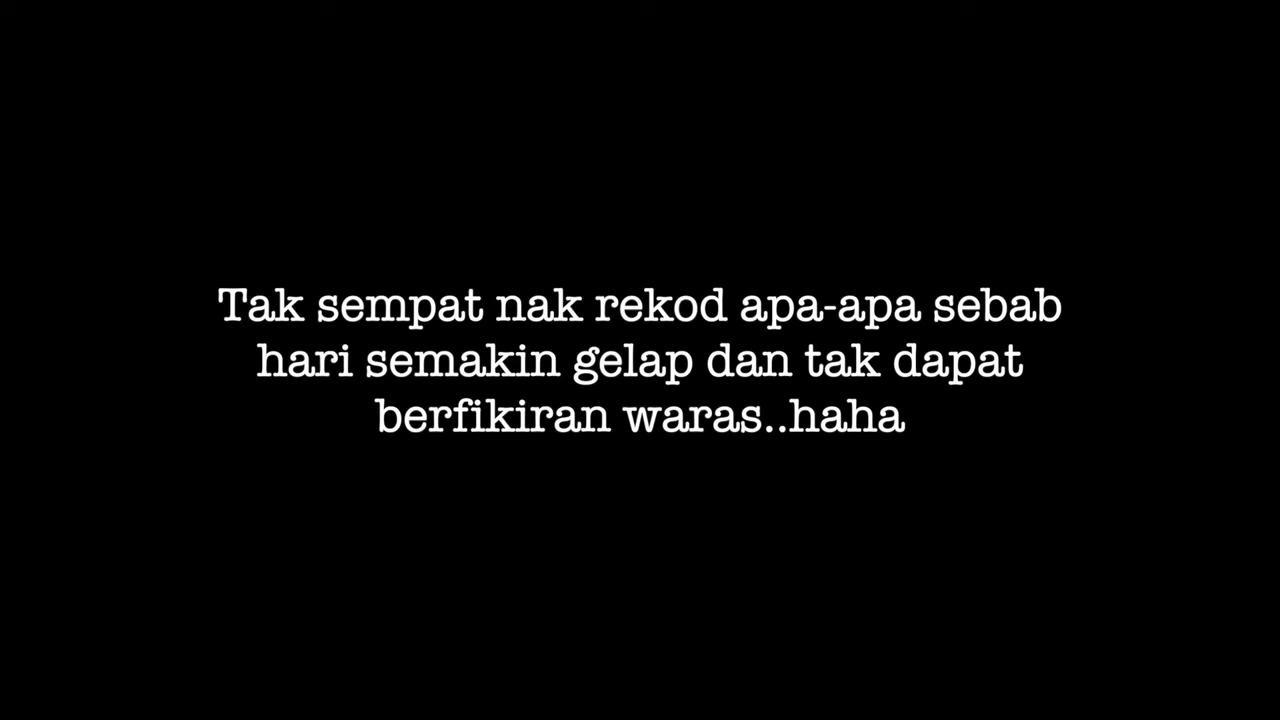 Tak sempat nak rekod apa-apa sebab
hari semakin gelap dan tak dapat
berfikiran waras..haha